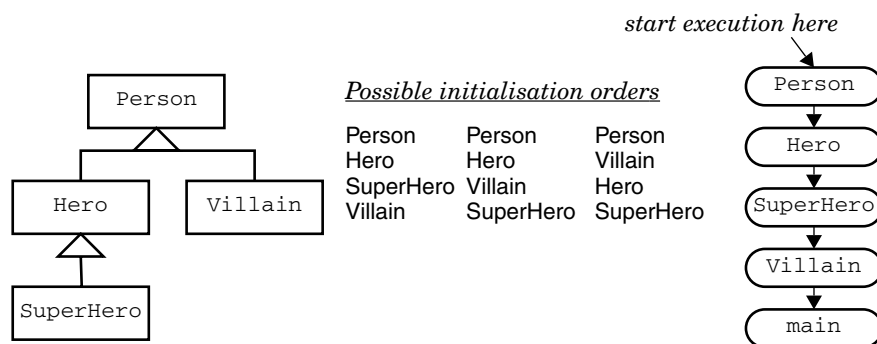 start execution here
Person
Hero
Villain
SuperHero
Possible initialisation orders
Person Person Person
Hero Hero Villain
SuperHero Villain Hero
Villain SuperHero SuperHero
Person
Hero
SuperHero
Villain
main